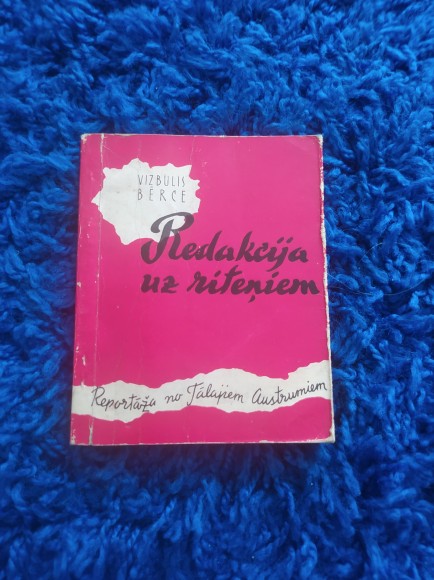 VIZBULIS
BĒRCE
Redakcija
uz riteņiem
Reportāža no Tālajiem Austrumiem